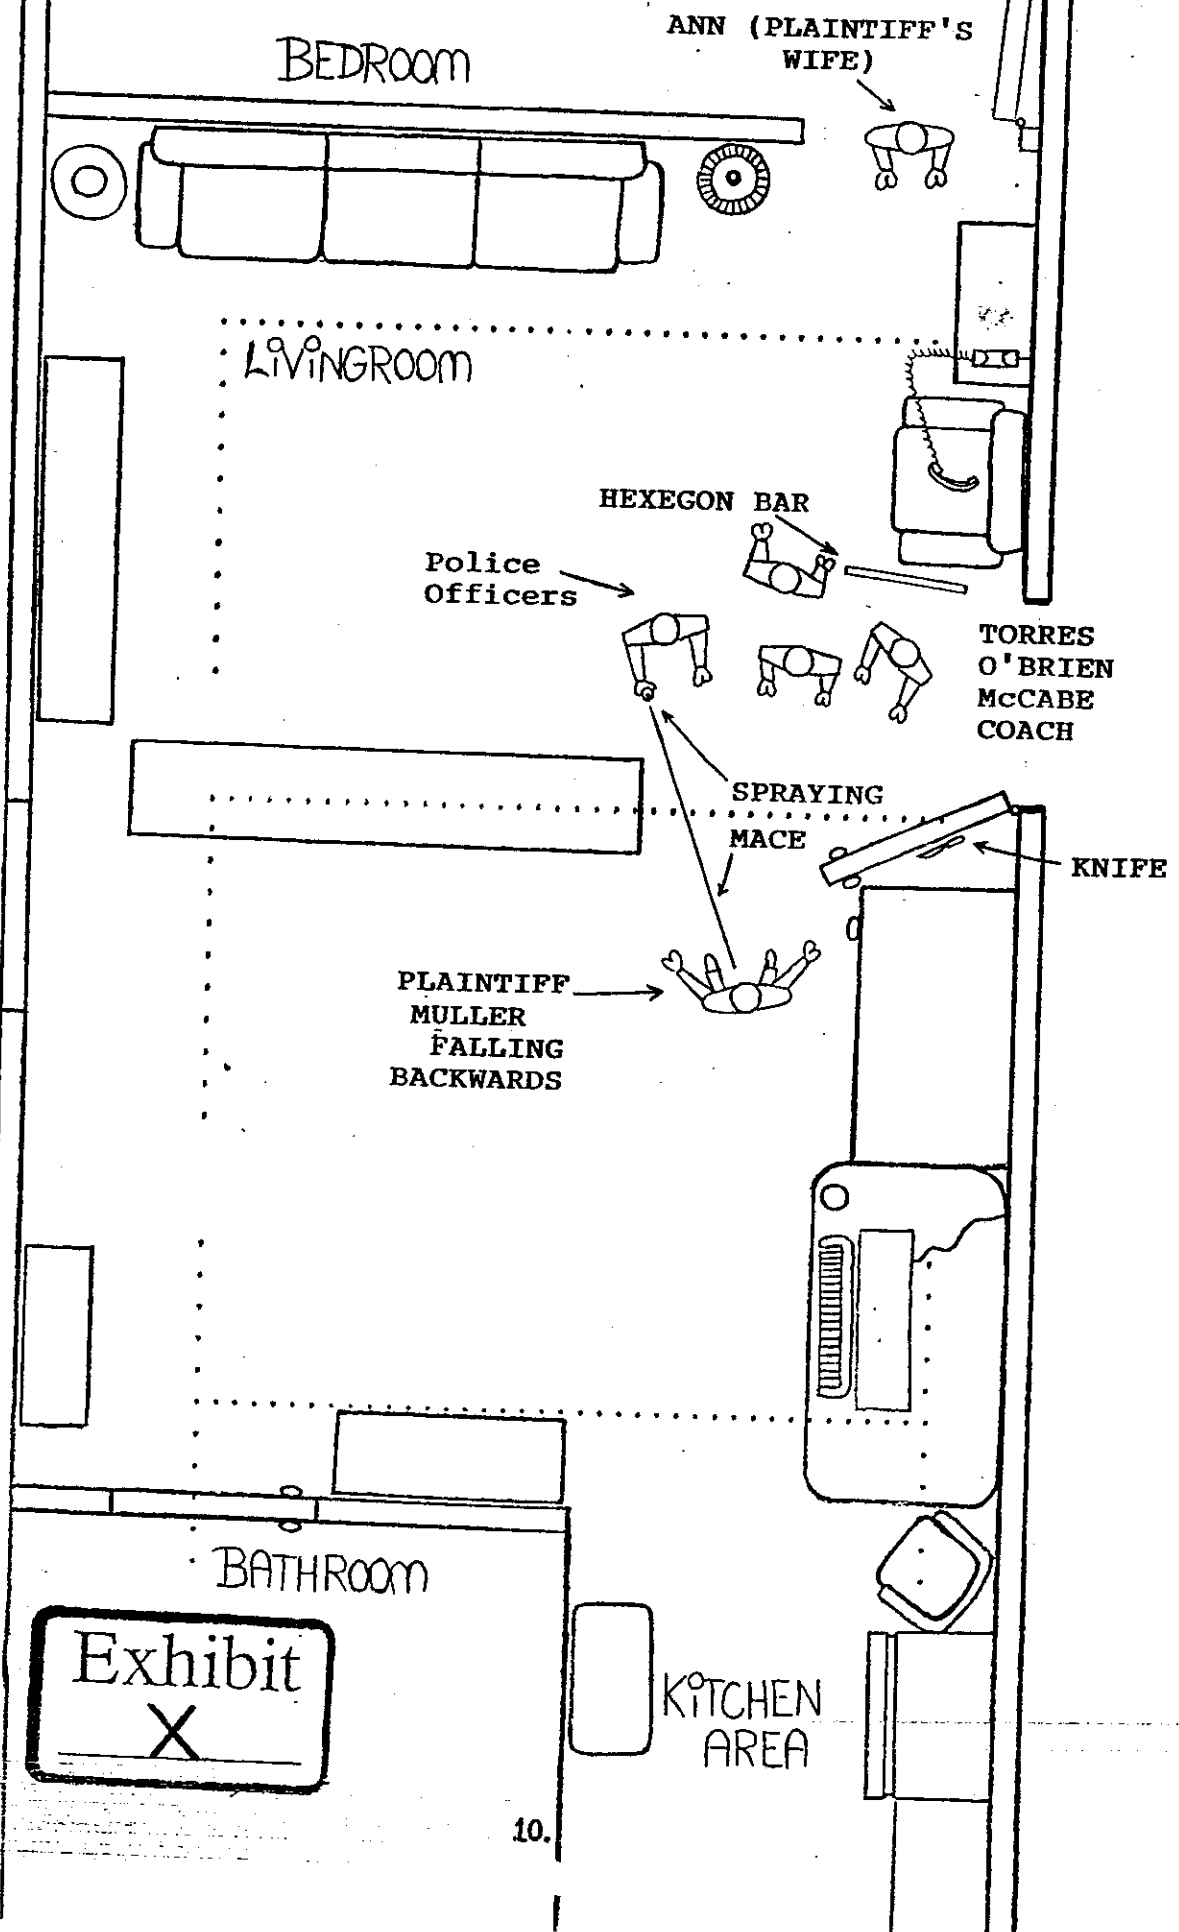 ANN (PLAINTIFF'S
WIFE)
BEDROOM
LiViNGROOM
HEXEGON BAR
Police
Officers
TORRES
O'BRIEN
McCABE
COACH
SPRAYING
MACE
KNIFE
PLAINTIFF
MULLER
FALLING
BACKWARDS
BATHROOM
Exhibit
X
KiTCHEN
AREA
10.